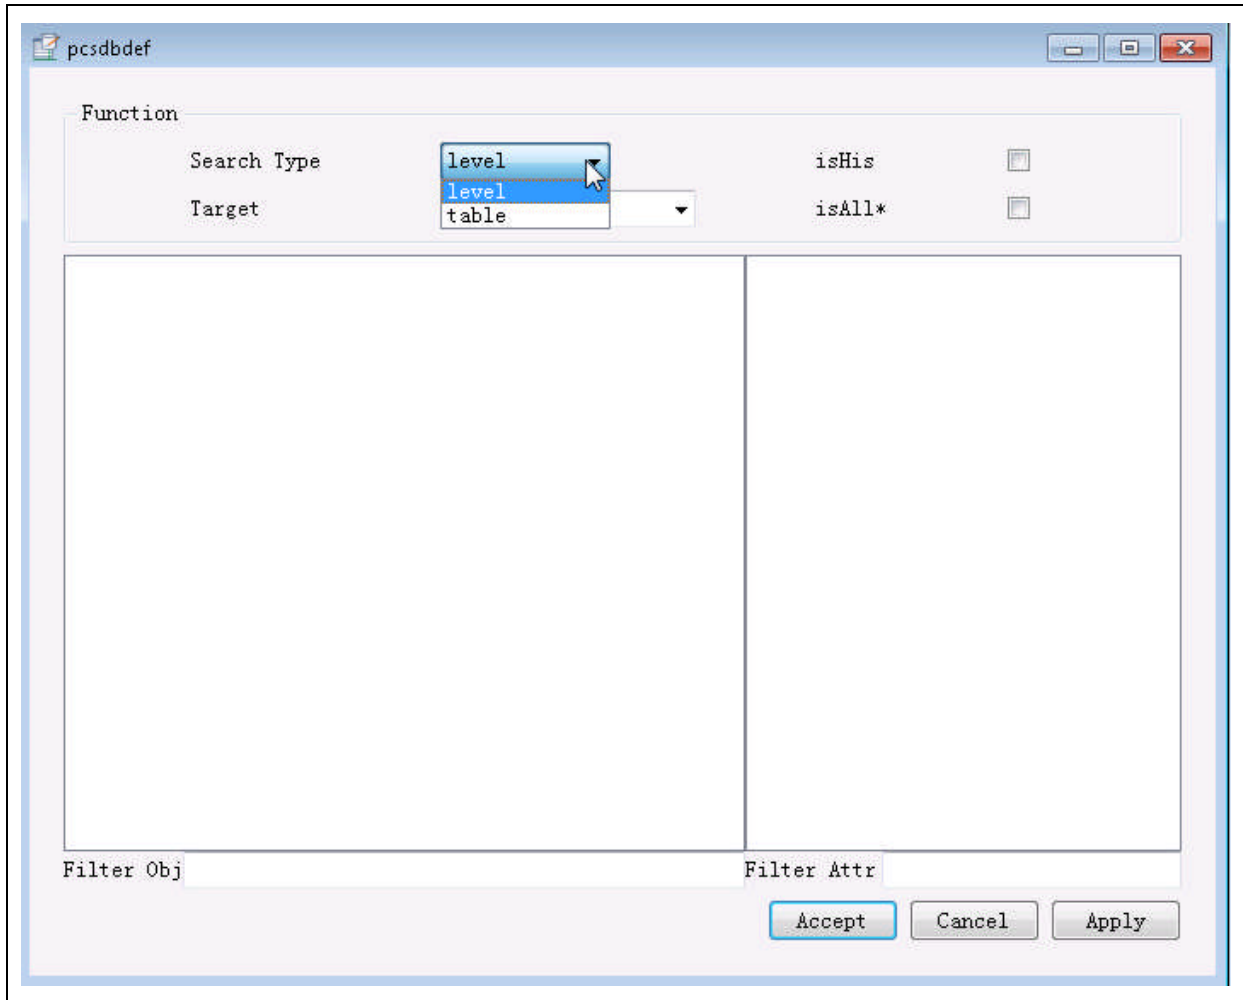 pcsdbdef
Function
Search Type level isHis
level
Target table isAll*
Filter Obj Filter Attr
Accept Cancel Apply